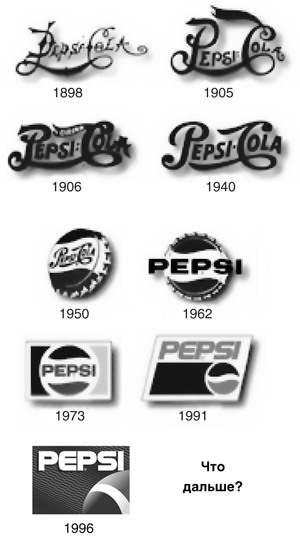 Pepsi-Cola
Pepsi-Cola
1898
1905
DRINK
Pepsi-Cola
Pepsi-Cola
1906
1940
Pepsi-Cola
PEPSI
1950
1962
PEPSI
PEPSI
1973
1991
PEPSI
1996
Что
дальше?